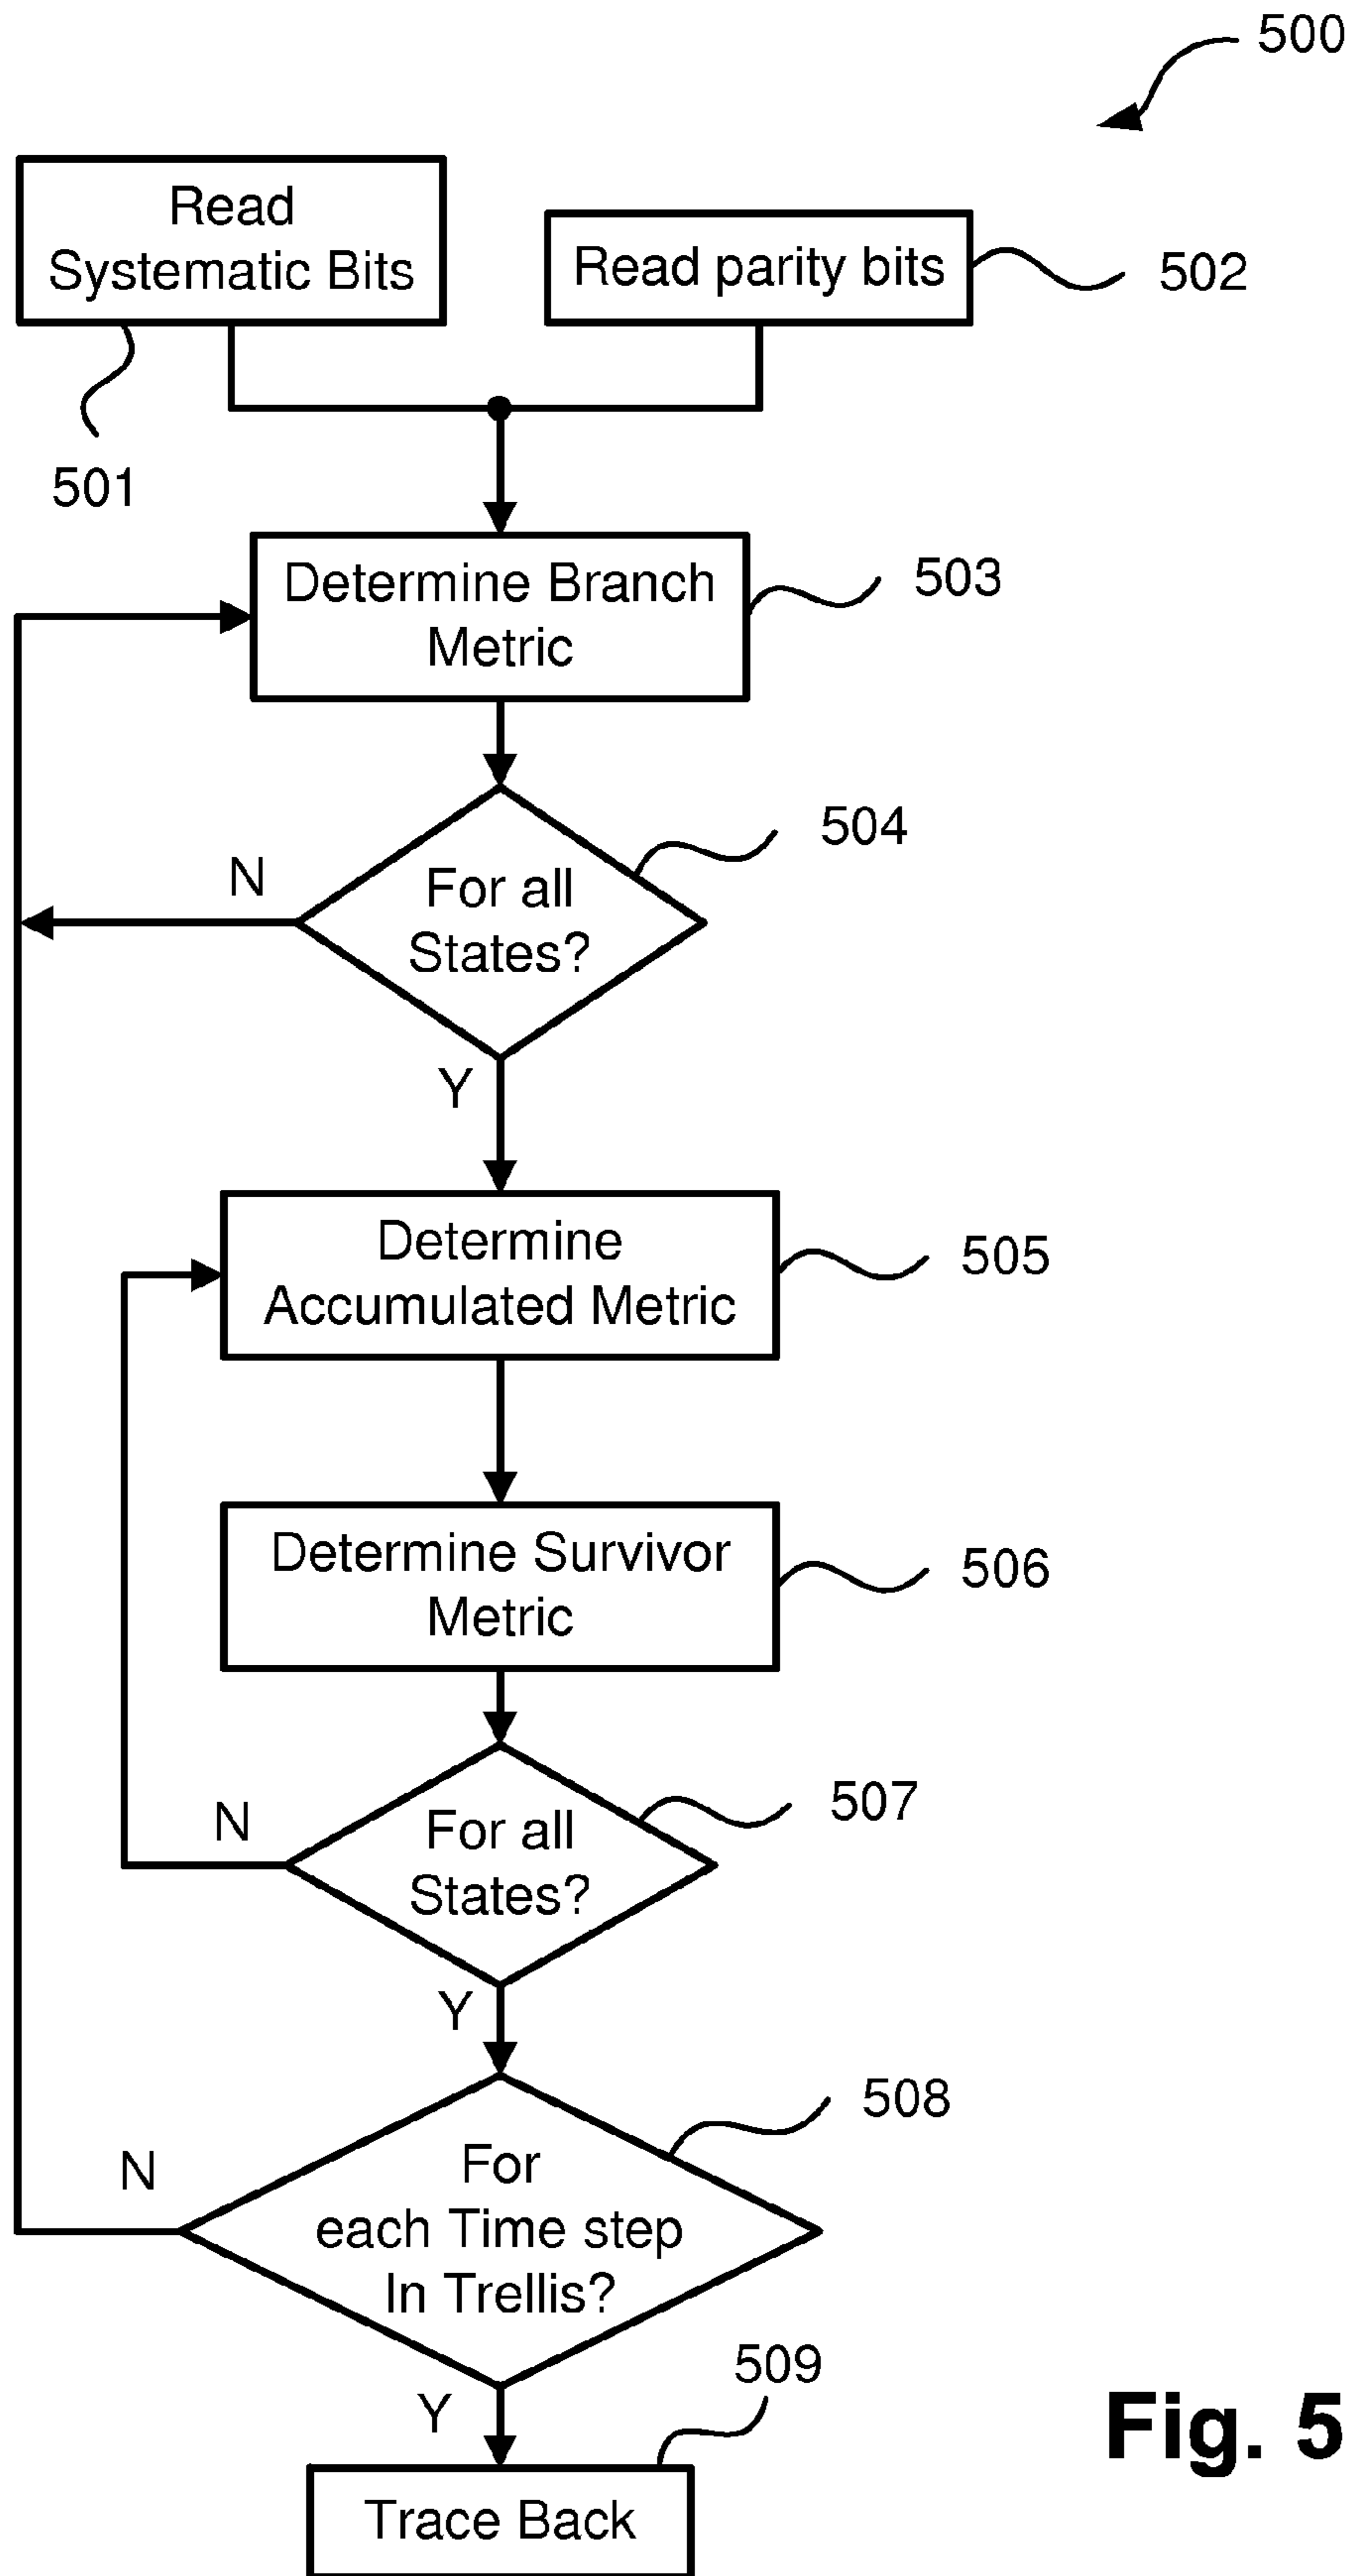 500
Read
Systematic Bits
501
Read parity bits
502
Determine Branch
Metric
503
For all
States?
504
N
Y
Determine
Accumulated Metric
505
Determine Survivor
Metric
506
For all
States?
507
N
Y
For
each Time step
In Trellis?
508
N
Y
509
Trace Back
Fig. 5